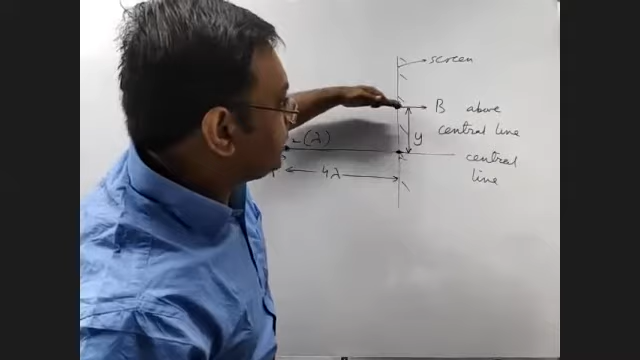 screen
B above
central line
(λ)
y
central
line
4λ